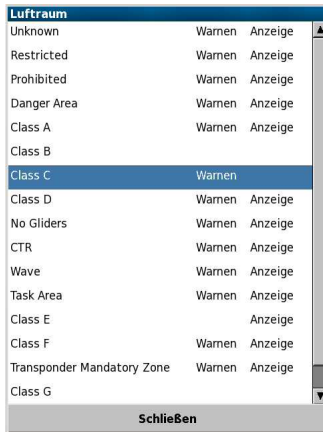 Luftraum
Unknown Warnen Anzeige
Restricted Warnen Anzeige
Prohibited Warnen Anzeige
Danger Area Warnen Anzeige
Class A Warnen Anzeige
Class B
Class C Warnen
Class D Warnen Anzeige
No Gliders Warnen Anzeige
CTR Warnen Anzeige
Wave Warnen Anzeige
Task Area Warnen Anzeige
Class E Anzeige
Class F Warnen Anzeige
Transponder Mandatory Zone Warnen Anzeige
Class G
Schließen